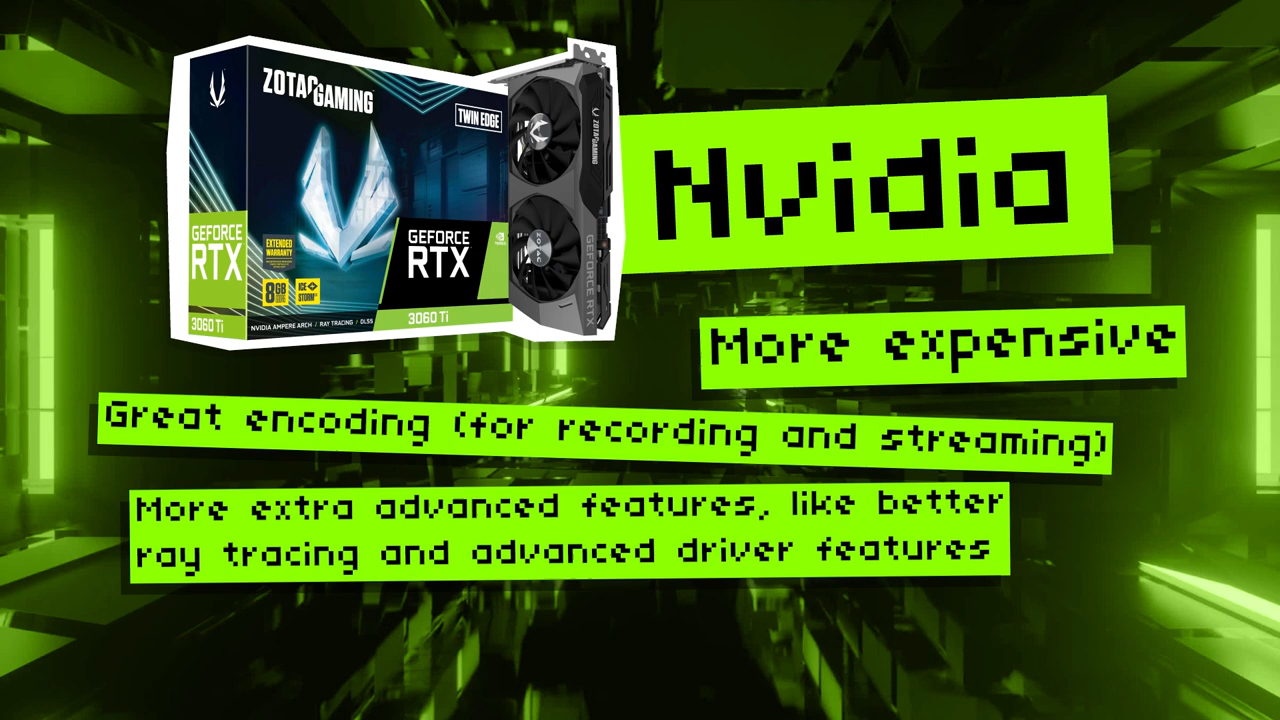 ZOTAC GAMING
TWIN EDGE
GEFORCE
RTX
3060 Ti
EXTENDED
WARRANTY
8GB
ICE
STORM
GEFORCE
RTX
3060 Ti
NVIDIA AMPERE ARCH / RAY TRACING / DLSS
ZOTAC GAMING
ZOTAC
GEFORCE RTX
Nvidia
More expensive
Great encoding (for recording and streaming)
More extra advanced features, like better
ray tracing and advanced driver features